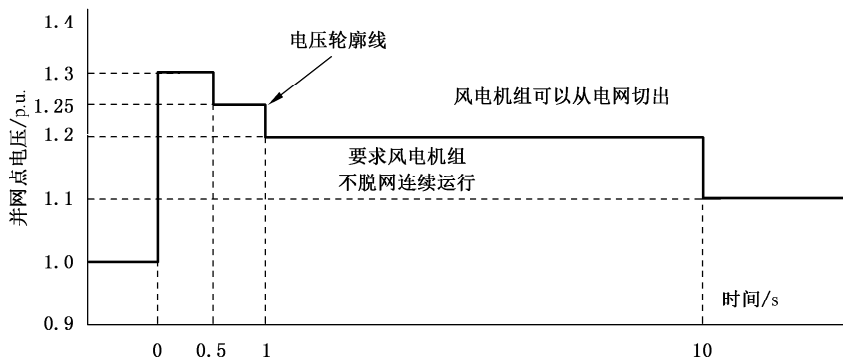 并网点电压/p.u.
1.4
1.3
1.25
1.2
1.1
1.0
0.9
电压轮廓线
风电机组可以从电网切出
要求风电机组
不脱网连续运行
时间/s
0
0.5
1
10